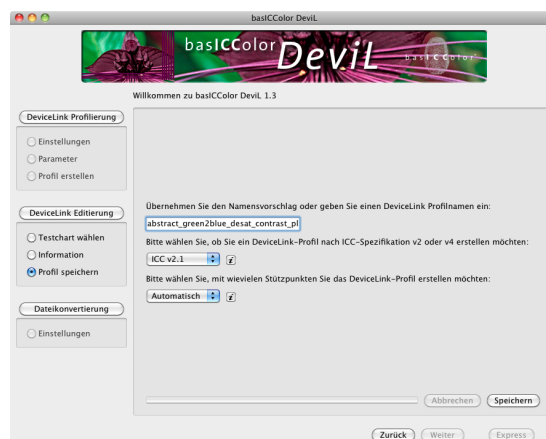 basICColor DeviL
basICColor DeviL basICColor
Willkommen zu basICColor DeviL 1.3
DeviceLink Profilierung
Einstellungen
Parameter
Profil erstellen
DeviceLink Editierung
Testchart wählen
Information
Profil speichern
Dateikonvertierung
Einstellungen
Übernehmen Sie den Namensvorschlag oder geben Sie einen DeviceLink Profilnamen ein:
abstract_green2blue_desat_contrast_pl
Bitte wählen Sie, ob Sie ein DeviceLink-Profil nach ICC-Spezifikation v2 oder v4 erstellen möchten:
ICC v2.1 i
Bitte wählen Sie, mit wievielen Stützpunkten Sie das DeviceLink-Profil erstellen möchten:
Automatisch i
Abbrechen Speichern
Zurück Weiter Express